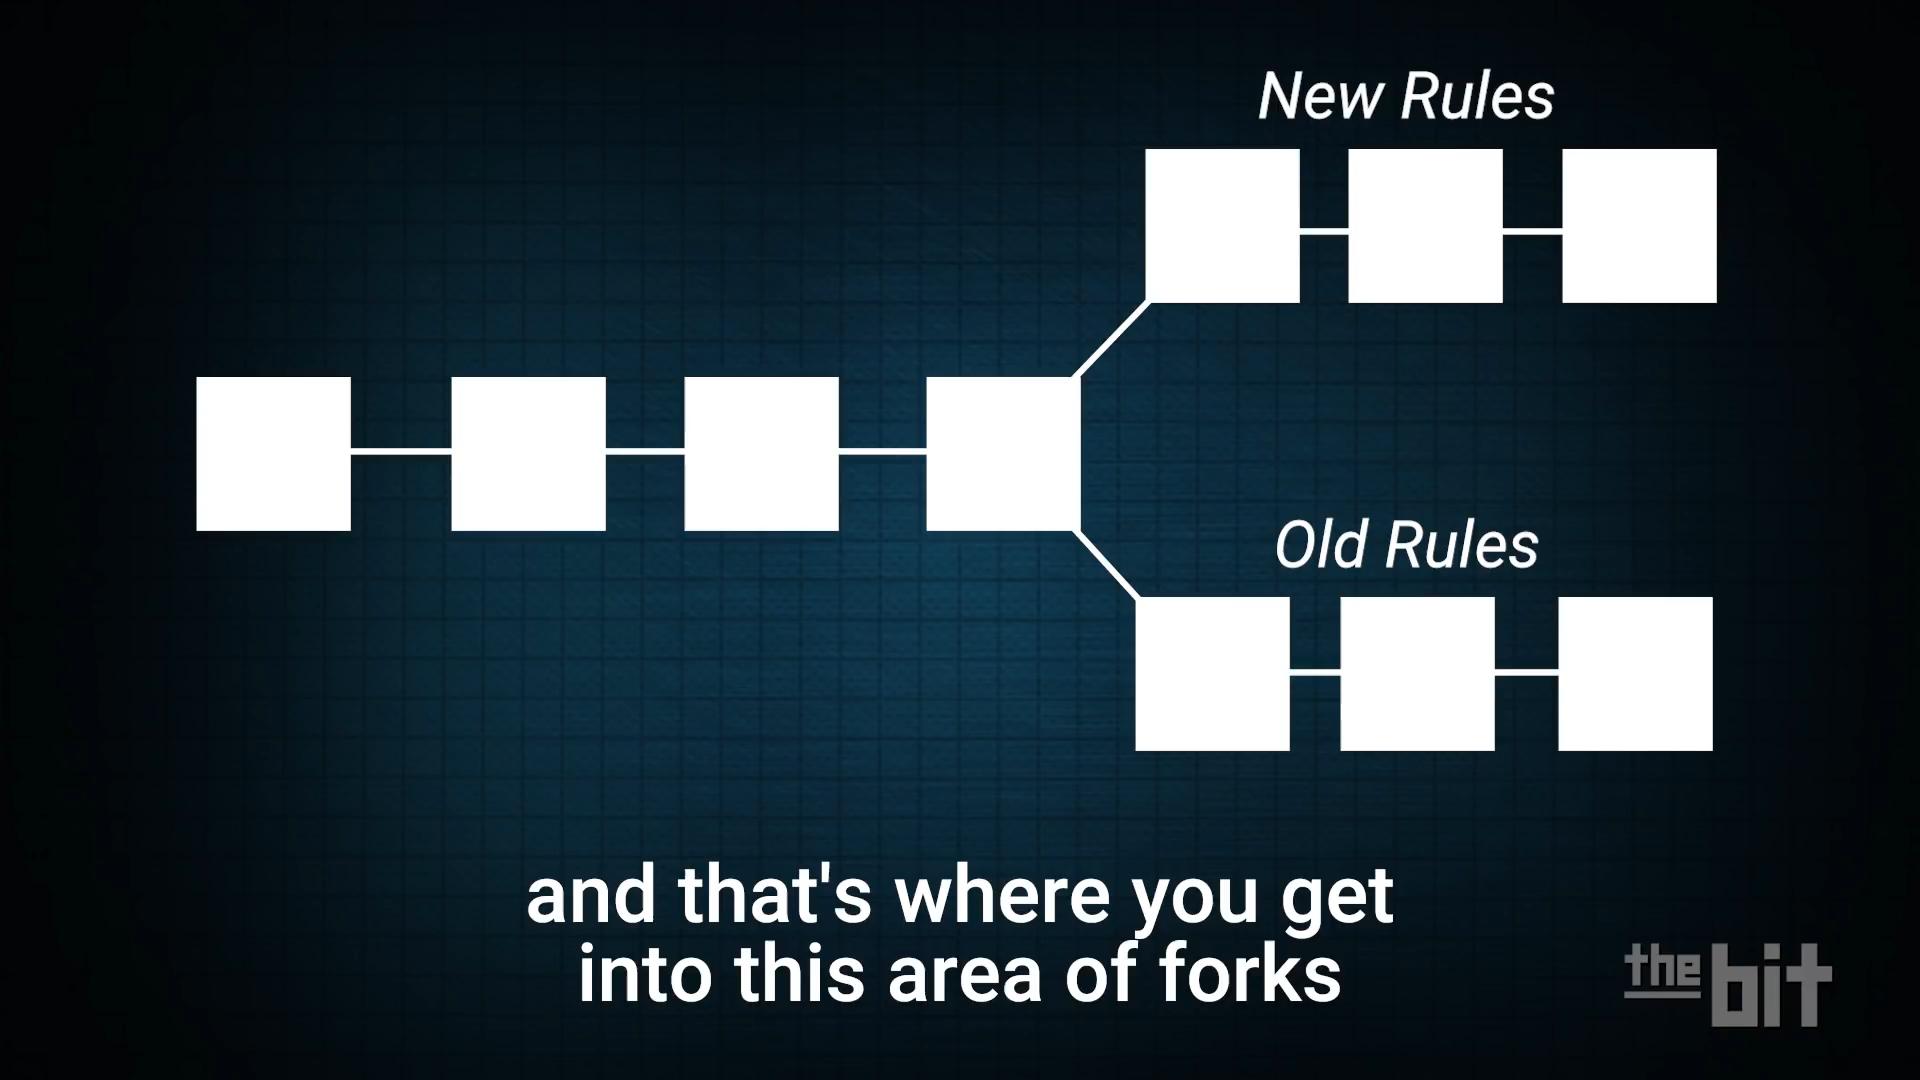 New Rules
Old Rules
and that's where you get
into this area of forks
the bit